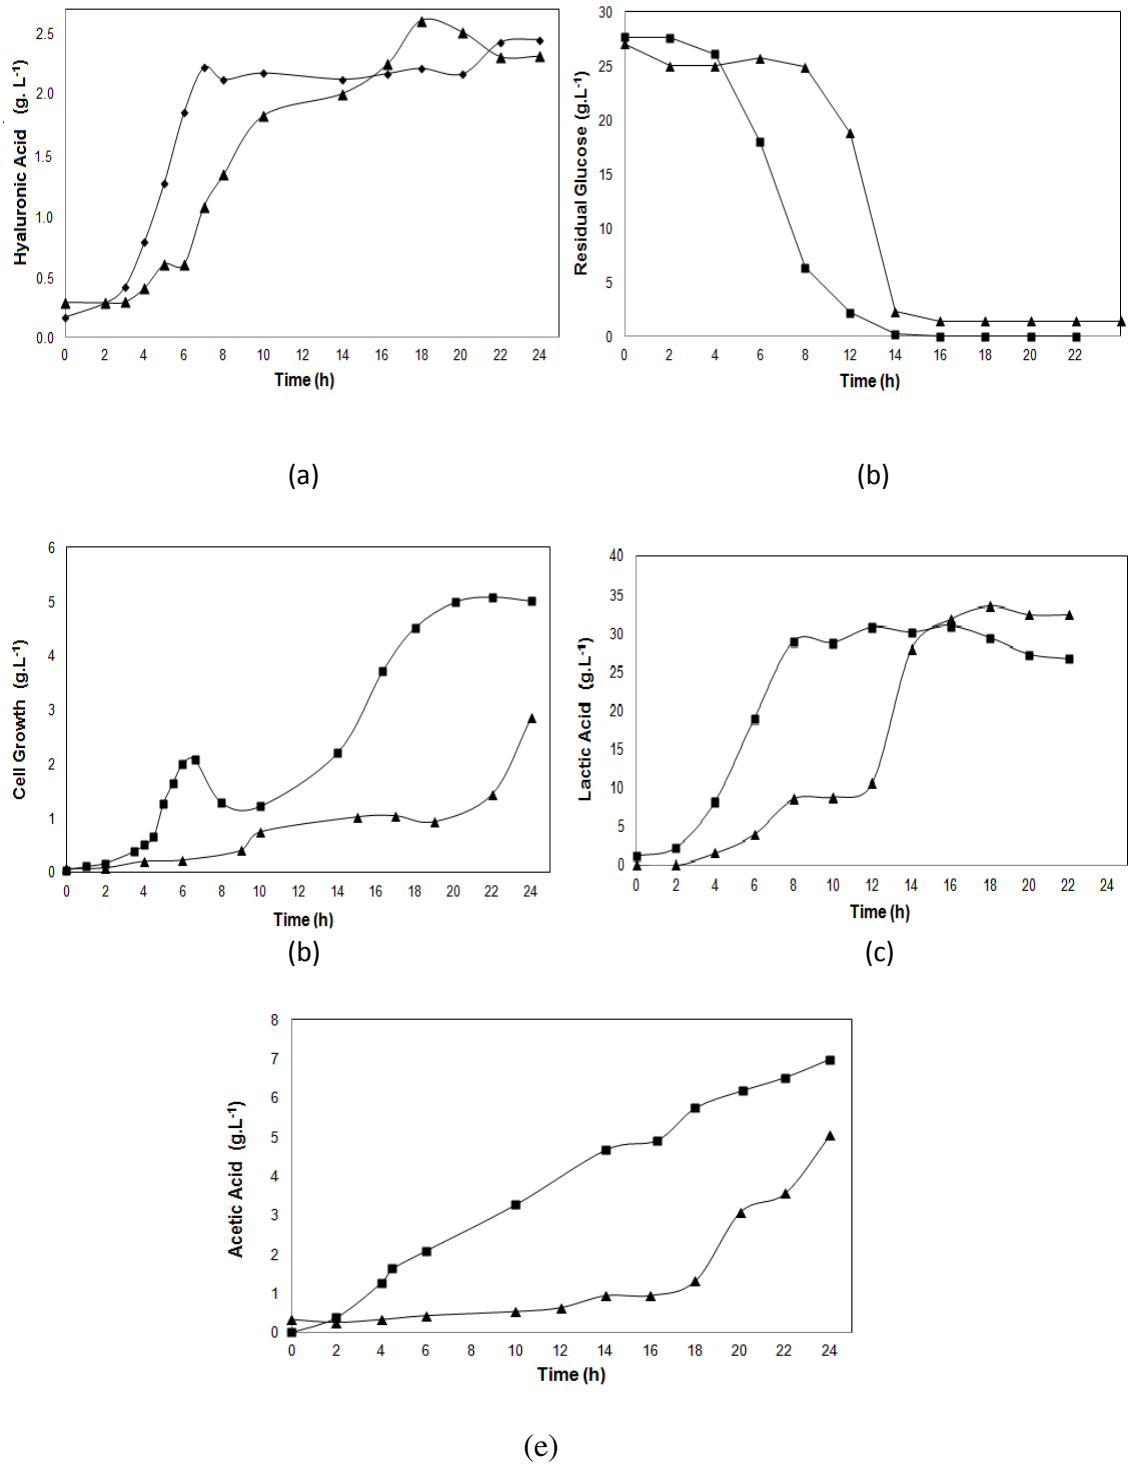 Hyaluronic Acid (g. L-1)
2.5
2.0
1.5
1.0
0.5
0.0
0 2 4 6 8 10 14 16 18 20 22 24
Time (h)
(a)
Residual Glucose (g.L-1)
30
25
20
15
10
5
0
0 2 4 6 8 12 14 16 18 20 22
Time (h)
(b)
Cell Growth (g.L-1)
6
5
4
3
2
1
0
0 2 4 6 8 10 14 16 18 20 22 24
Time (h)
(b)
Lactic Acid (g.L-1)
40
35
30
25
20
15
10
5
0
0 2 4 6 8 10 12 14 16 18 20 22 24
Time (h)
(c)
Acetic Acid (g.L-1)
8
7
6
5
4
3
2
1
0
0 2 4 6 8 10 12 14 16 18 20 22 24
Time (h)
(e)